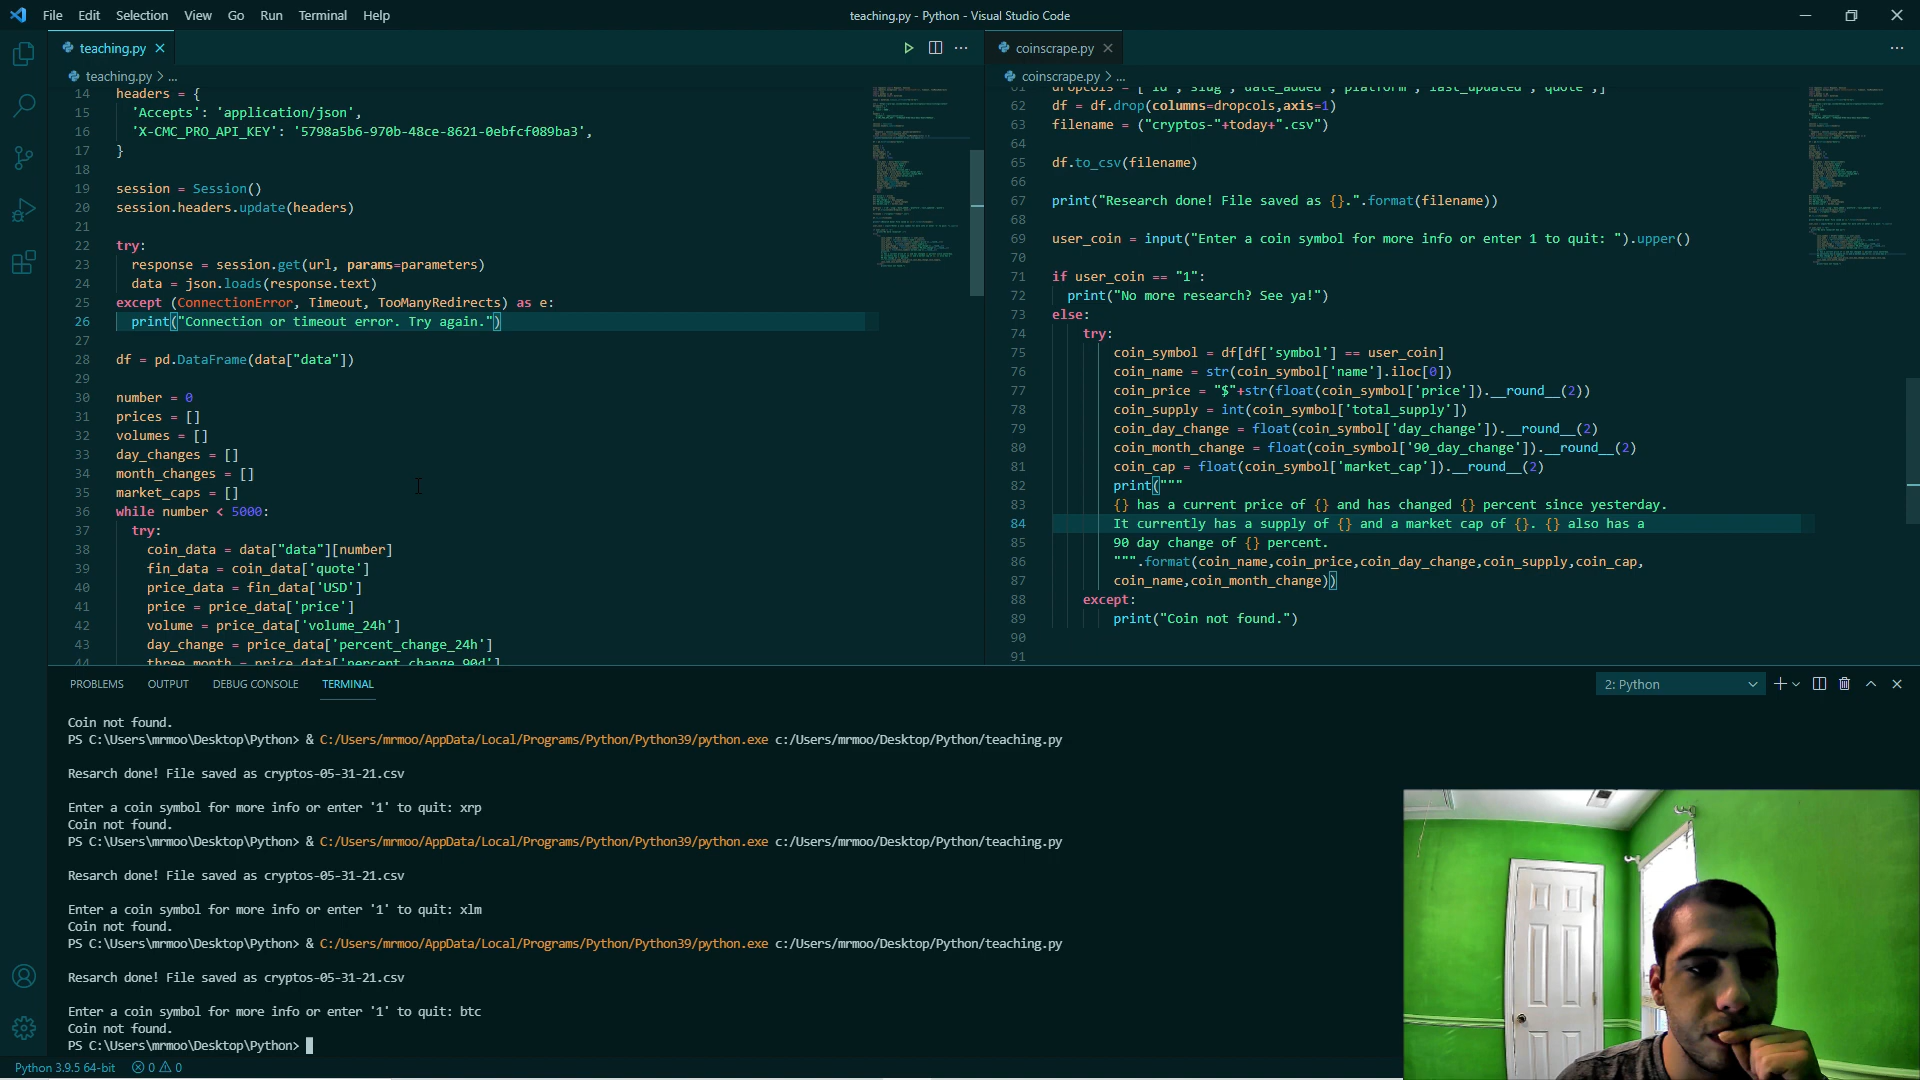 File Edit Selection View Go Run Terminal Help
teaching.py - Python - Visual Studio Code
teaching.py
teaching.py > ...
14 headers = {
15 'Accepts': 'application/json',
16 'X-CMC_PRO_API_KEY': '5798a5b6-970b-48ce-8621-0ebfcf089ba3',
17 }
18
19 session = Session()
20 session.headers.update(headers)
21
22 try:
23 response = session.get(url, params=parameters)
24 data = json.loads(response.text)
25 except (ConnectionError, Timeout, TooManyRedirects) as e:
26 print("Connection or timeout error. Try again.")
27
28 df = pd.DataFrame(data["data"])
29
30 number = 0
31 prices = []
32 volumes = []
33 day_changes = []
34 month_changes = []
35 market_caps = []
36 while number < 5000:
37 try:
38 coin_data = data["data"][number]
39 fin_data = coin_data['quote']
40 price_data = fin_data['USD']
41 price = price_data['price']
42 volume = price_data['volume_24h']
43 day_change = price_data['percent_change_24h']
44 three_month = price_data['percent_change_90d']
coinscrape.py
coinscrape.py > ...
61 dropcols = ['id','slug','date_added','platform','last_updated','quote',]
62 df = df.drop(columns=dropcols,axis=1)
63 filename = ("cryptos-"+today+".csv")
64
65 df.to_csv(filename)
66
67 print("Research done! File saved as {}.".format(filename))
68
69 user_coin = input("Enter a coin symbol for more info or enter 1 to quit: ").upper()
70
71 if user_coin == "1":
72 print("No more research? See ya!")
73 else:
74 try:
75 coin_symbol = df[df['symbol'] == user_coin]
76 coin_name = str(coin_symbol['name'].iloc[0])
77 coin_price = "$"+str(float(coin_symbol['price']).__round__(2))
78 coin_supply = int(coin_symbol['total_supply'])
79 coin_day_change = float(coin_symbol['day_change']).__round__(2)
80 coin_month_change = float(coin_symbol['90_day_change']).__round__(2)
81 coin_cap = float(coin_symbol['market_cap']).__round__(2)
82 print("""
83 {} has a current price of {} and has changed {} percent since yesterday.
84 It currently has a supply of {} and a market cap of {}. {} also has a
85 90 day change of {} percent.
86 """.format(coin_name,coin_price,coin_day_change,coin_supply,coin_cap,
87 coin_name,coin_month_change))
88 except:
89 print("Coin not found.")
90
91
PROBLEMS OUTPUT DEBUG CONSOLE TERMINAL
2: Python
Coin not found.
PS C:\Users\mrmoo\Desktop\Python> & C:/Users/mrmoo/AppData/Local/Programs/Python/Python39/python.exe c:/Users/mrmoo/Desktop/Python/teaching.py
Resarch done! File saved as cryptos-05-31-21.csv
Enter a coin symbol for more info or enter '1' to quit: xrp
Coin not found.
PS C:\Users\mrmoo\Desktop\Python> & C:/Users/mrmoo/AppData/Local/Programs/Python/Python39/python.exe c:/Users/mrmoo/Desktop/Python/teaching.py
Resarch done! File saved as cryptos-05-31-21.csv
Enter a coin symbol for more info or enter '1' to quit: xlm
Coin not found.
PS C:\Users\mrmoo\Desktop\Python> & C:/Users/mrmoo/AppData/Local/Programs/Python/Python39/python.exe c:/Users/mrmoo/Desktop/Python/teaching.py
Resarch done! File saved as cryptos-05-31-21.csv
Enter a coin symbol for more info or enter '1' to quit: btc
Coin not found.
PS C:\Users\mrmoo\Desktop\Python>
Python 3.9.5 64-bit 0 0